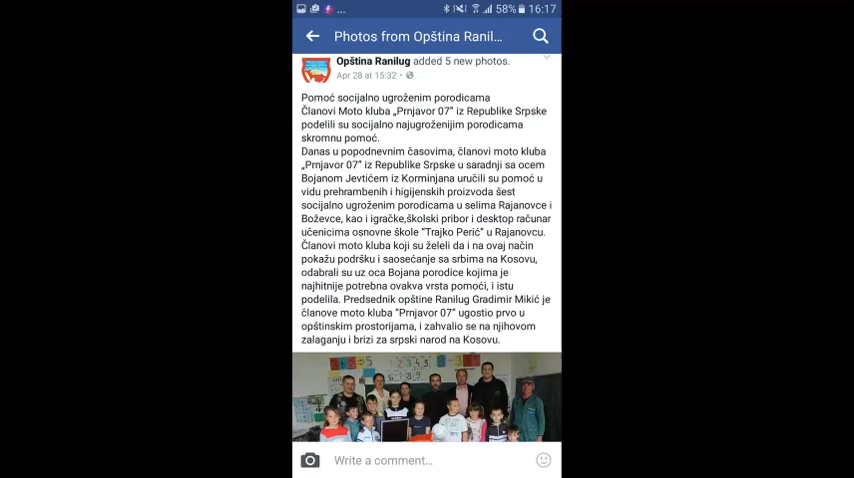 ... 58% 16:17
Photos from Opština Ranil...
Opština Ranilug added 5 new photos.
Apr 28 at 15:32 •
Pomoć socijalno ugroženim porodicama
Članovi Moto kluba „Prnjavor 07” iz Republike Srpske
podelili su socijalno najugroženijim porodicama
skromnu pomoć.
Danas u popodnevnim časovima, članovi moto kluba
„Prnjavor 07” iz Republike Srpske u saradnji sa ocem
Bojanom Jevtićem iz Korminjana uručili su pomoć u
vidu prehrambenih i higijenskih proizvoda šest
socijalno ugroženim porodicama u selima Rajanovce i
Boževce, kao i igračke,školski pribor i desktop računar
učenicima osnovne škole “Trajko Perić” u Rajanovcu.
Članovi moto kluba koji su želeli da i na ovaj način
pokažu podršku i saosećanje sa srbima na Kosovu,
odabrali su uz oca Bojana porodice kojima je
najhitnije potrebna ovakva vrsta pomoći, i istu
podelila. Predsednik opštine Ranilug Gradimir Mikić je
članove moto kluba “Prnjavor 07” ugostio prvo u
opštinskim prostorijama, i zahvalio se na njihovom
zalaganju i brizi za srpski narod na Kosovu.
Write a comment...